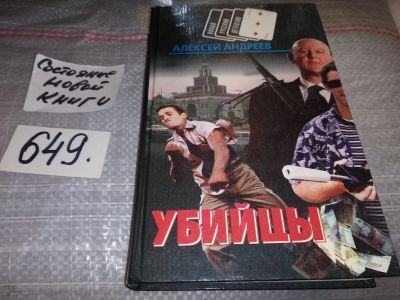 Состояние
новой
книги
649.
АЛЕКСЕЙ АНДРЕЕВ
УБИЙЦЫ